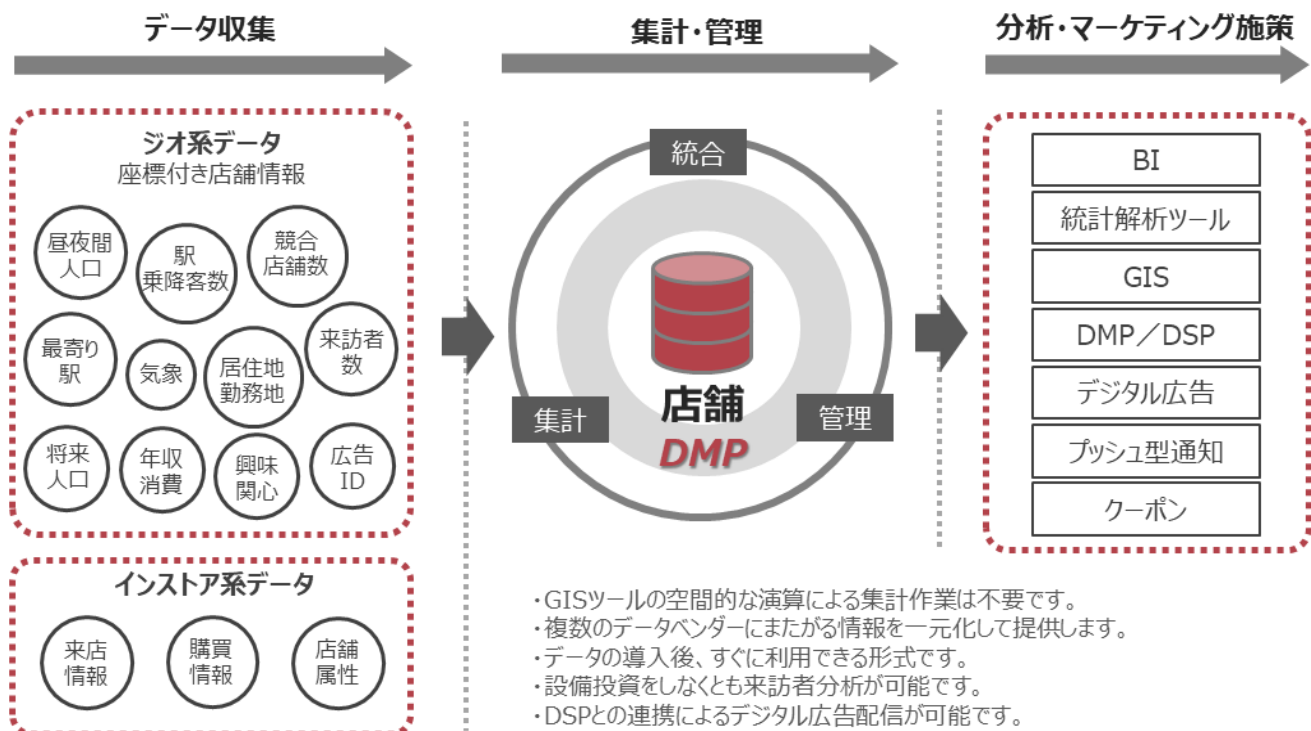 データ収集
集計・管理
分析・マーケティング施策
ジオ系データ
座標付き店舗情報
昼夜間
人口
駅
乗降客数
競合
店舗数
最寄り
駅
気象
居住地
勤務地
来訪者
数
将来
人口
年収
消費
興味
関心
広告
ID
インストア系データ
来店
情報
購買
情報
店舗
属性
統合
店舗
DMP
集計
管理
BI
統計解析ツール
GIS
DMP／DSP
デジタル広告
プッシュ型通知
クーポン
・GISツールの空間的な演算による集計作業は不要です。
・複数のデータベンダーにまたがる情報を一元化して提供します。
・データの導入後、すぐに利用できる形式です。
・設備投資をしなくとも来訪者分析が可能です。
・DSPとの連携によるデジタル広告配信が可能です。